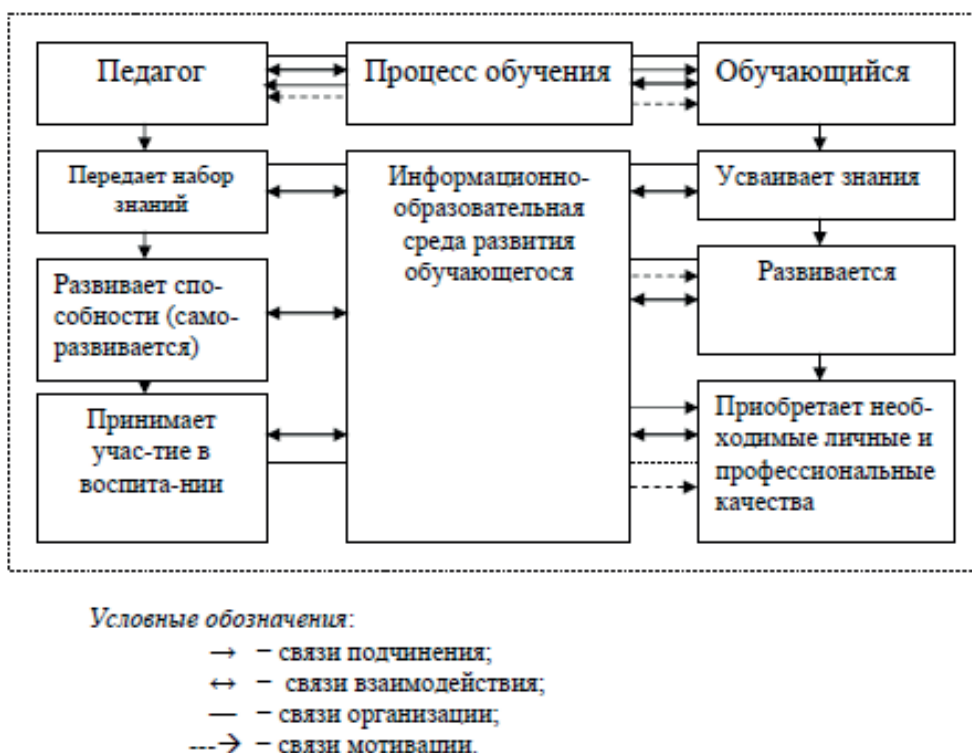 Педагог
Процесс обучения
Обучающийся
Передает набор
знаний
Информационно-
образовательная
среда развития
обучающегося
Усваивает знания
Развивает спо-
собности (само-
развивается)
Развивается
Принимает
учас-тие в
воспита-нии
Приобретает необ-
ходимые личные и
профессиональные
качества
Условные обозначения:
→ – связи подчинения;
↔ – связи взаимодействия;
— – связи организации;
---→ – связи мотивации.